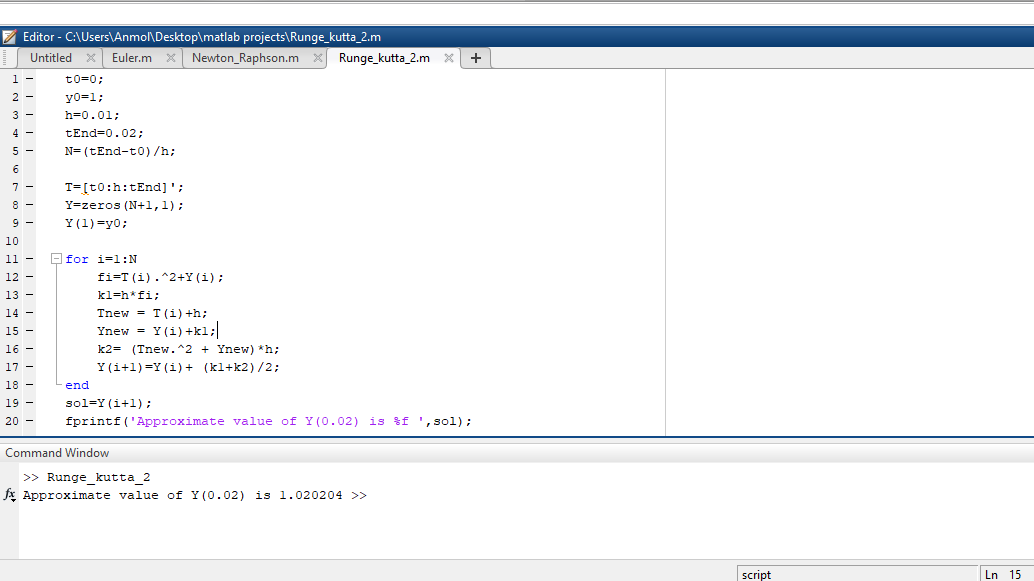 Editor - C:\Users\Anmol\Desktop\matlab projects\Runge_kutta_2.m
Untitled × Euler.m × Newton_Raphson.m × Runge_kutta_2.m × +
1 – t0=0;
2 – y0=1;
3 – h=0.01;
4 – tEnd=0.02;
5 – N=(tEnd-t0)/h;
6
7 – T=[t0:h:tEnd]';
8 – Y=zeros(N+1,1);
9 – Y(1)=y0;
10
11 – for i=1:N
12 – fi=T(i).^2+Y(i);
13 – k1=h*fi;
14 – Tnew = T(i)+h;
15 – Ynew = Y(i)+k1;
16 – k2= (Tnew.^2 + Ynew)*h;
17 – Y(i+1)=Y(i)+ (k1+k2)/2;
18 – end
19 – sol=Y(i+1);
20 – fprintf('Approximate value of Y(0.02) is %f ',sol);
Command Window
>> Runge_kutta_2
fx Approximate value of Y(0.02) is 1.020204 >>
script Ln 15